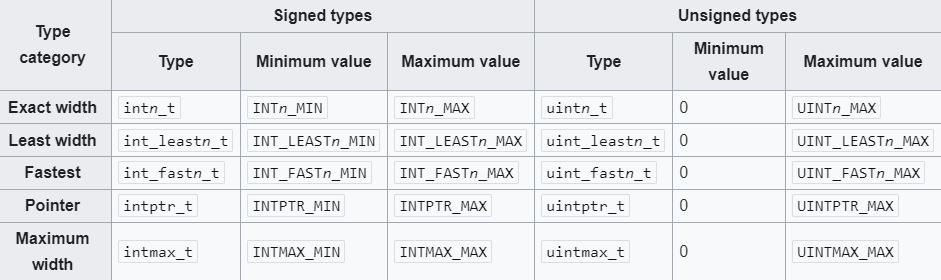 Type category Signed types Unsigned types
Type Minimum value Maximum value Type Minimum value Maximum value
Exact width intn_t INTn_MIN INTn_MAX uintn_t 0 UINTn_MAX
Least width int_leastn_t INT_LEASTn_MIN INT_LEASTn_MAX uint_leastn_t 0 UINT_LEASTn_MAX
Fastest int_fastn_t INT_FASTn_MIN INT_FASTn_MAX uint_fastn_t 0 UINT_FASTn_MAX
Pointer intptr_t INTPTR_MIN INTPTR_MAX uintptr_t 0 UINTPTR_MAX
Maximum width intmax_t INTMAX_MIN INTMAX_MAX uintmax_t 0 UINTMAX_MAX